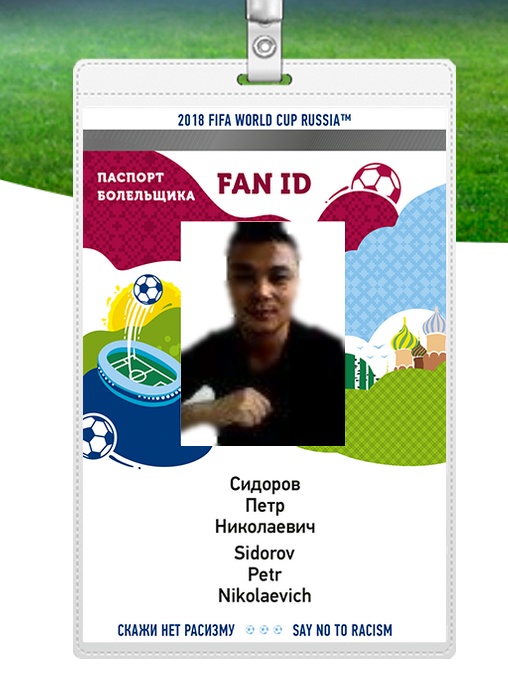 2018 FIFA WORLD CUP RUSSIA™
ПАСПОРТ
БОЛЕЛЬЩИКА
FAN ID
Сидоров
Петр
Николаевич
Sidorov
Petr
Nikolaevich
СКАЖИ НЕТ РАСИЗМУ SAY NO TO RACISM